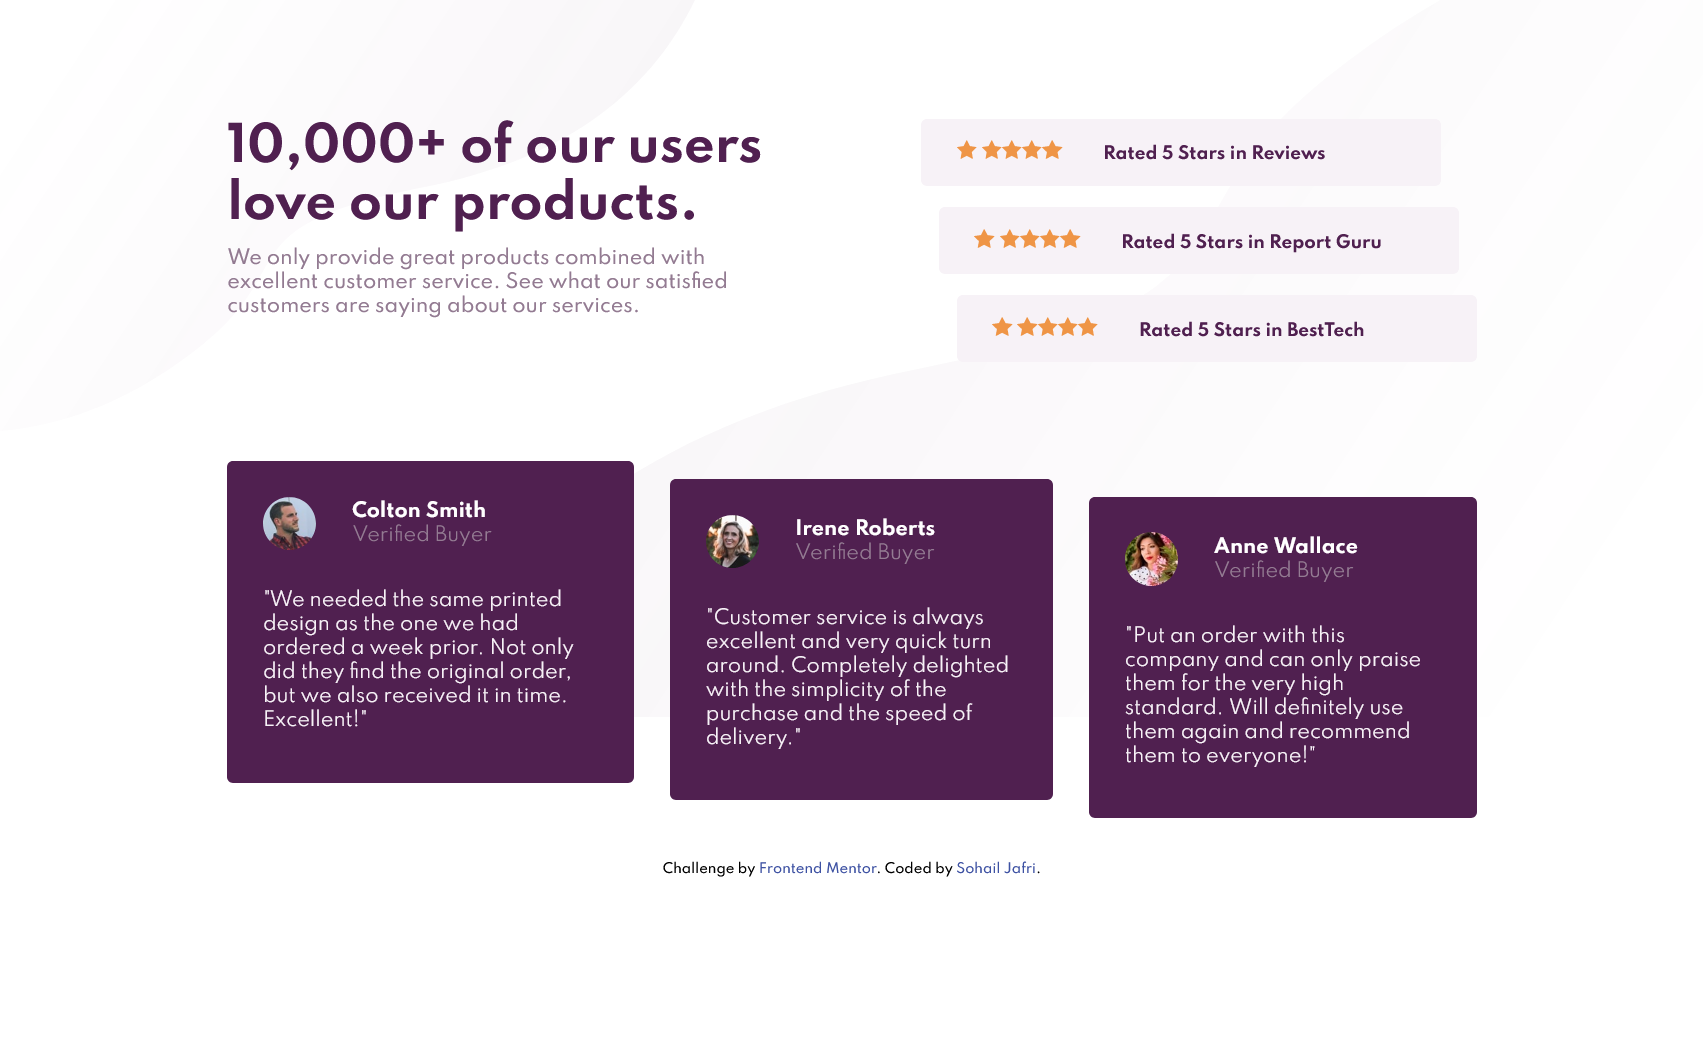 10,000+ of our users
love our products.
We only provide great products combined with
excellent customer service. See what our satisfied
customers are saying about our services.
Rated 5 Stars in Reviews
Rated 5 Stars in Report Guru
Rated 5 Stars in BestTech
Colton Smith
Verified Buyer
"We needed the same printed
design as the one we had
ordered a week prior. Not only
did they find the original order,
but we also received it in time.
Excellent!"
Irene Roberts
Verified Buyer
"Customer service is always
excellent and very quick turn
around. Completely delighted
with the simplicity of the
purchase and the speed of
delivery."
Anne Wallace
Verified Buyer
"Put an order with this
company and can only praise
them for the very high
standard. Will definitely use
them again and recommend
them to everyone!"
Challenge by Frontend Mentor. Coded by Sohail Jafri.